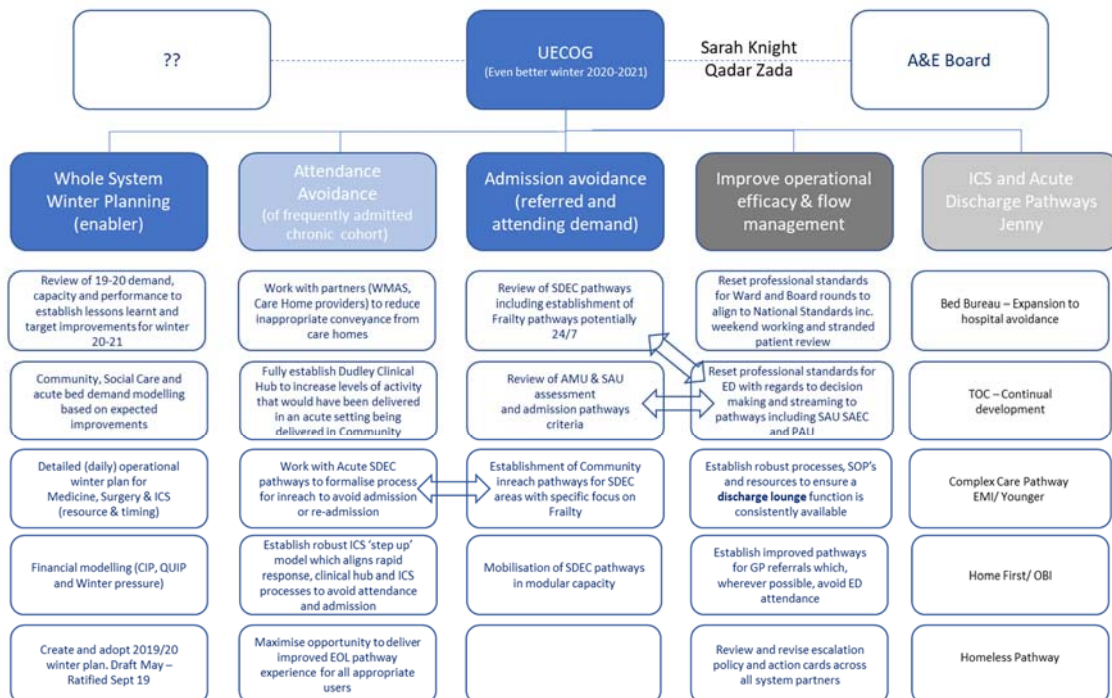 ??
UECOG
(Even better winter 2020-2021)
Sarah Knight
Qadar Zada
A&E Board
Whole System
Winter Planning
(enabler)
Attendance
Avoidance
(of frequently admitted
chronic cohort)
Admission avoidance
(referred and
attending demand)
Improve operational
efficacy & flow
management
ICS and Acute
Discharge Pathways
Jenny
Review of 19-20 demand,
capacity and performance to
establish lessons learnt and
target improvements for winter
20-21
Work with partners (WMAS,
Care Home providers) to reduce
inappropriate conveyance from
care homes
Review of SDEC pathways
including establishment of
Frailty pathways potentially
24/7
Reset professional standards
for Ward and Board rounds to
align to National Standards inc.
weekend working and stranded
patient review
Bed Bureau – Expansion to
hospital avoidance
Community, Social Care and
acute bed demand modelling
based on expected
improvements
Fully establish Dudley Clinical
Hub to increase levels of activity
that would have been delivered
in an acute setting being
delivered in Community
Review of AMU & SAU
assessment
and admission pathways
criteria
Reset professional standards for
ED with regards to decision
making and streaming to
pathways including SAU SAEC
and PAU
TOC – Continual
development
Detailed (daily) operational
winter plan for
Medicine, Surgery & ICS
(resource & timing)
Work with Acute SDEC
pathways to formalise process
for inreach to avoid admission
or re-admission
Establishment of Community
inreach pathways for SDEC
areas with specific focus on
Frailty
Establish robust processes, SOP's
and resources to ensure a
discharge lounge function is
consistently available
Complex Care Pathway
EMI/ Younger
Financial modelling (CIP, QUIP
and Winter pressure)
Establish robust ICS 'step up'
model which aligns rapid
response, clinical hub and ICS
processes to avoid attendance
and admission
Mobilisation of SDEC pathways
in modular capacity
Establish improved pathways
for GP referrals which,
wherever possible, avoid ED
attendance
Home First/ OBI
Create and adopt 2019/20
winter plan. Draft May –
Ratified Sept 19
Maximise opportunity to deliver
improved EOL pathway
experience for all appropriate
users
Review and revise escalation
policy and action cards across
all system partners
Homeless Pathway